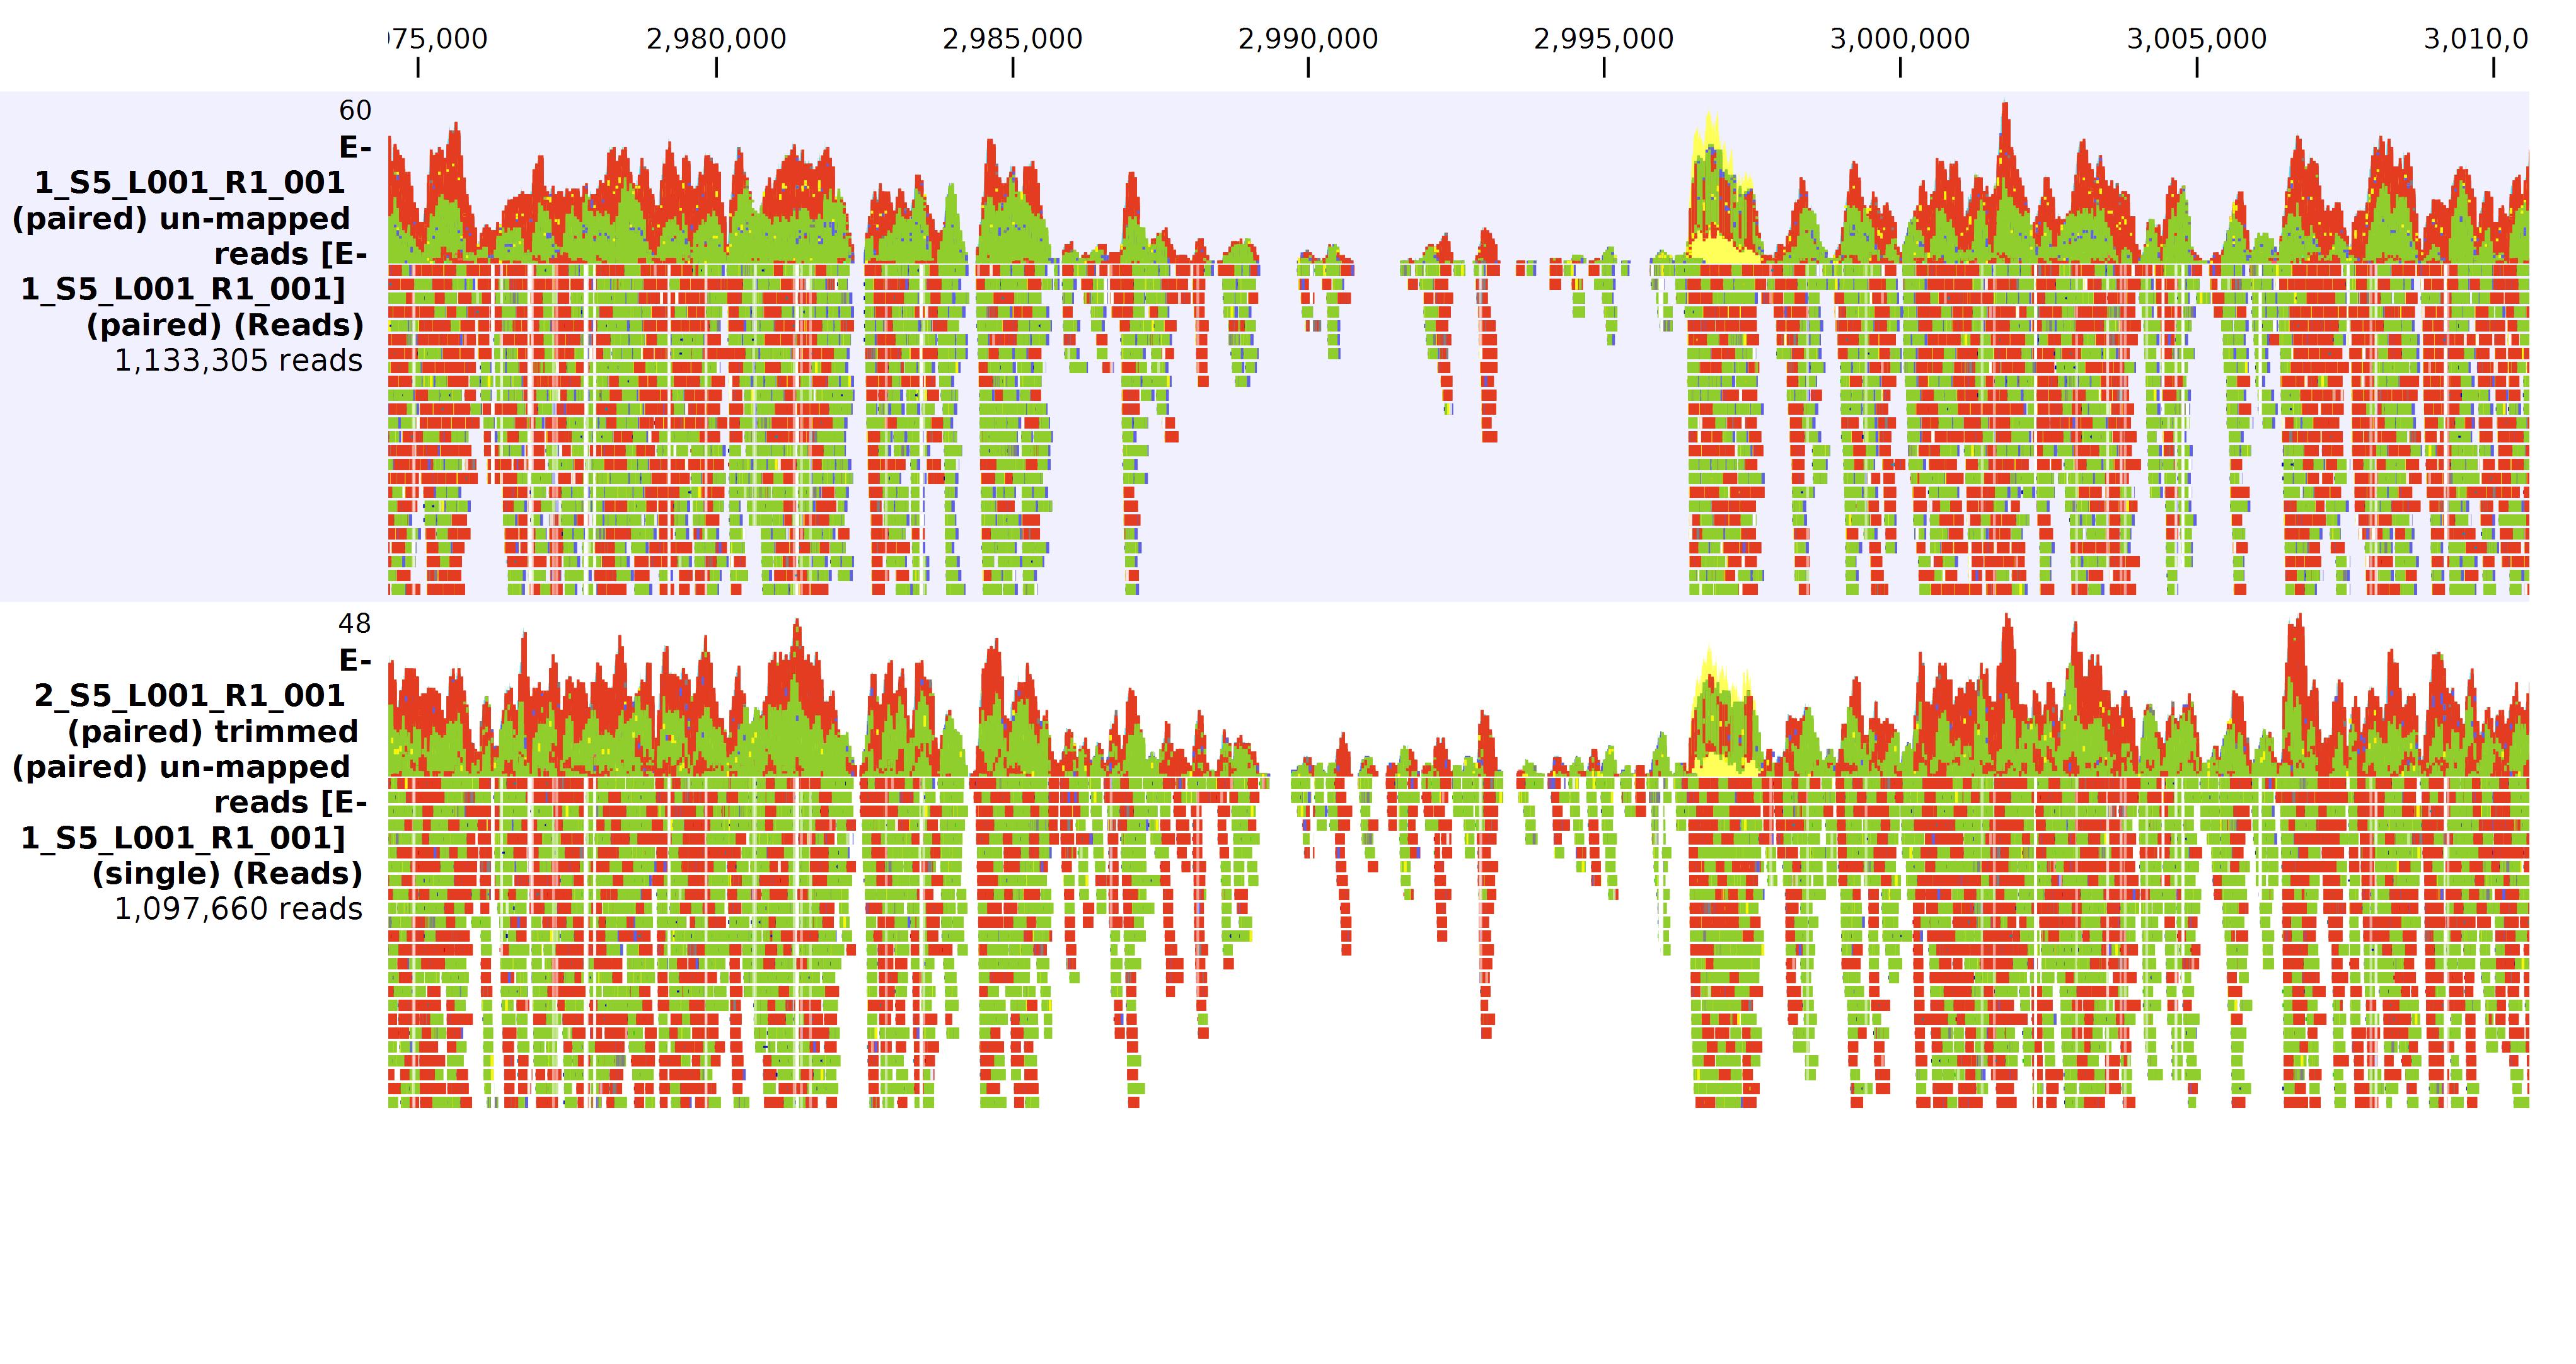 75,000 2,980,000 2,985,000 2,990,000 2,995,000 3,000,000 3,005,000 3,010,0
60
E-
1_S5_L001_R1_001
(paired) un-mapped
reads [E-
1_S5_L001_R1_001]
(paired) (Reads)
1,133,305 reads
48
E-
2_S5_L001_R1_001
(paired) trimmed
(paired) un-mapped
reads [E-
1_S5_L001_R1_001]
(single) (Reads)
1,097,660 reads